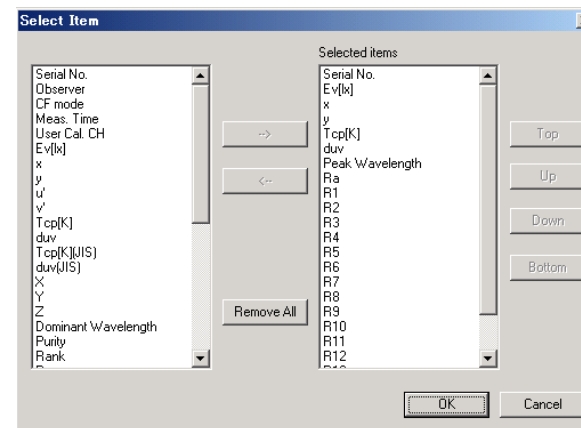 Select Item
Selected items
Serial No.
Observer
CF mode
Meas. Time
User Cal. CH
Ev[lx]
x
y
u'
v'
Tcp[K]
duv
Tcp[K](JIS)
duv(JIS)
X
Y
Z
Dominant Wavelength
Purity
Rank
-->
<--
Remove All
Serial No.
Ev[lx]
x
y
Tcp[K]
duv
Peak Wavelength
Ra
R1
R2
R3
R4
R5
R6
R7
R8
R9
R10
R11
R12
Top
Up
Down
Bottom
OK
Cancel